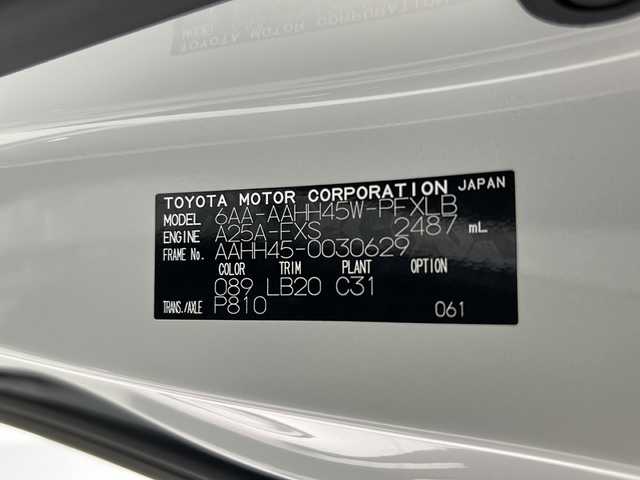 TOYOTA MOTOR CORPORATION JAPAN
MODEL 6AA-AAHH45W-PFXLB
ENGINE A25A-FXS 2487 mL
FRAME No. AAHH45-0030629
COLOR TRIM PLANT OPTION
089 LB20 C31
TRANS./AXLE P810 061